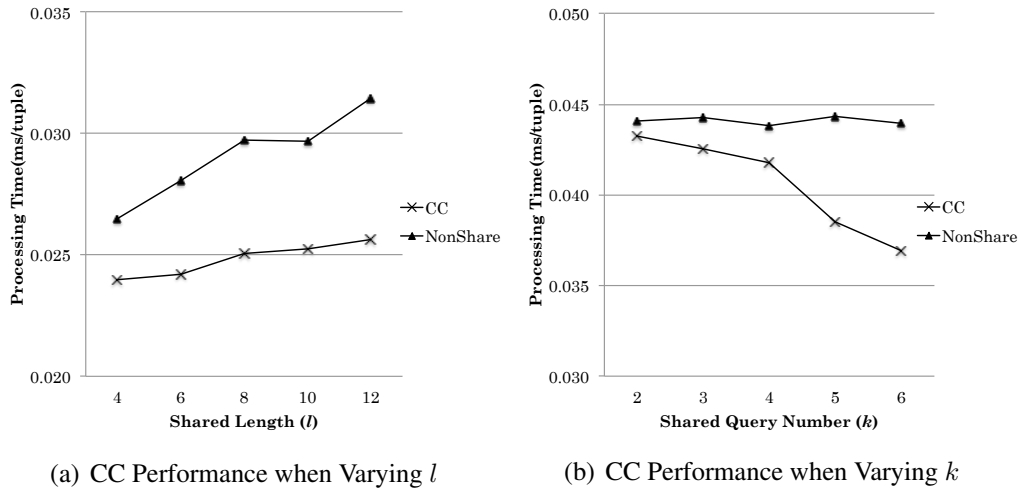 0.035
0.030
0.025
0.020
Processing Time(ms/tuple)
4 6 8 10 12
Shared Length (l)
CC
NonShare
(a) CC Performance when Varying l
0.050
0.045
0.040
0.035
0.030
Processing Time(ms/tuple)
2 3 4 5 6
Shared Query Number (k)
CC
NonShare
(b) CC Performance when Varying k